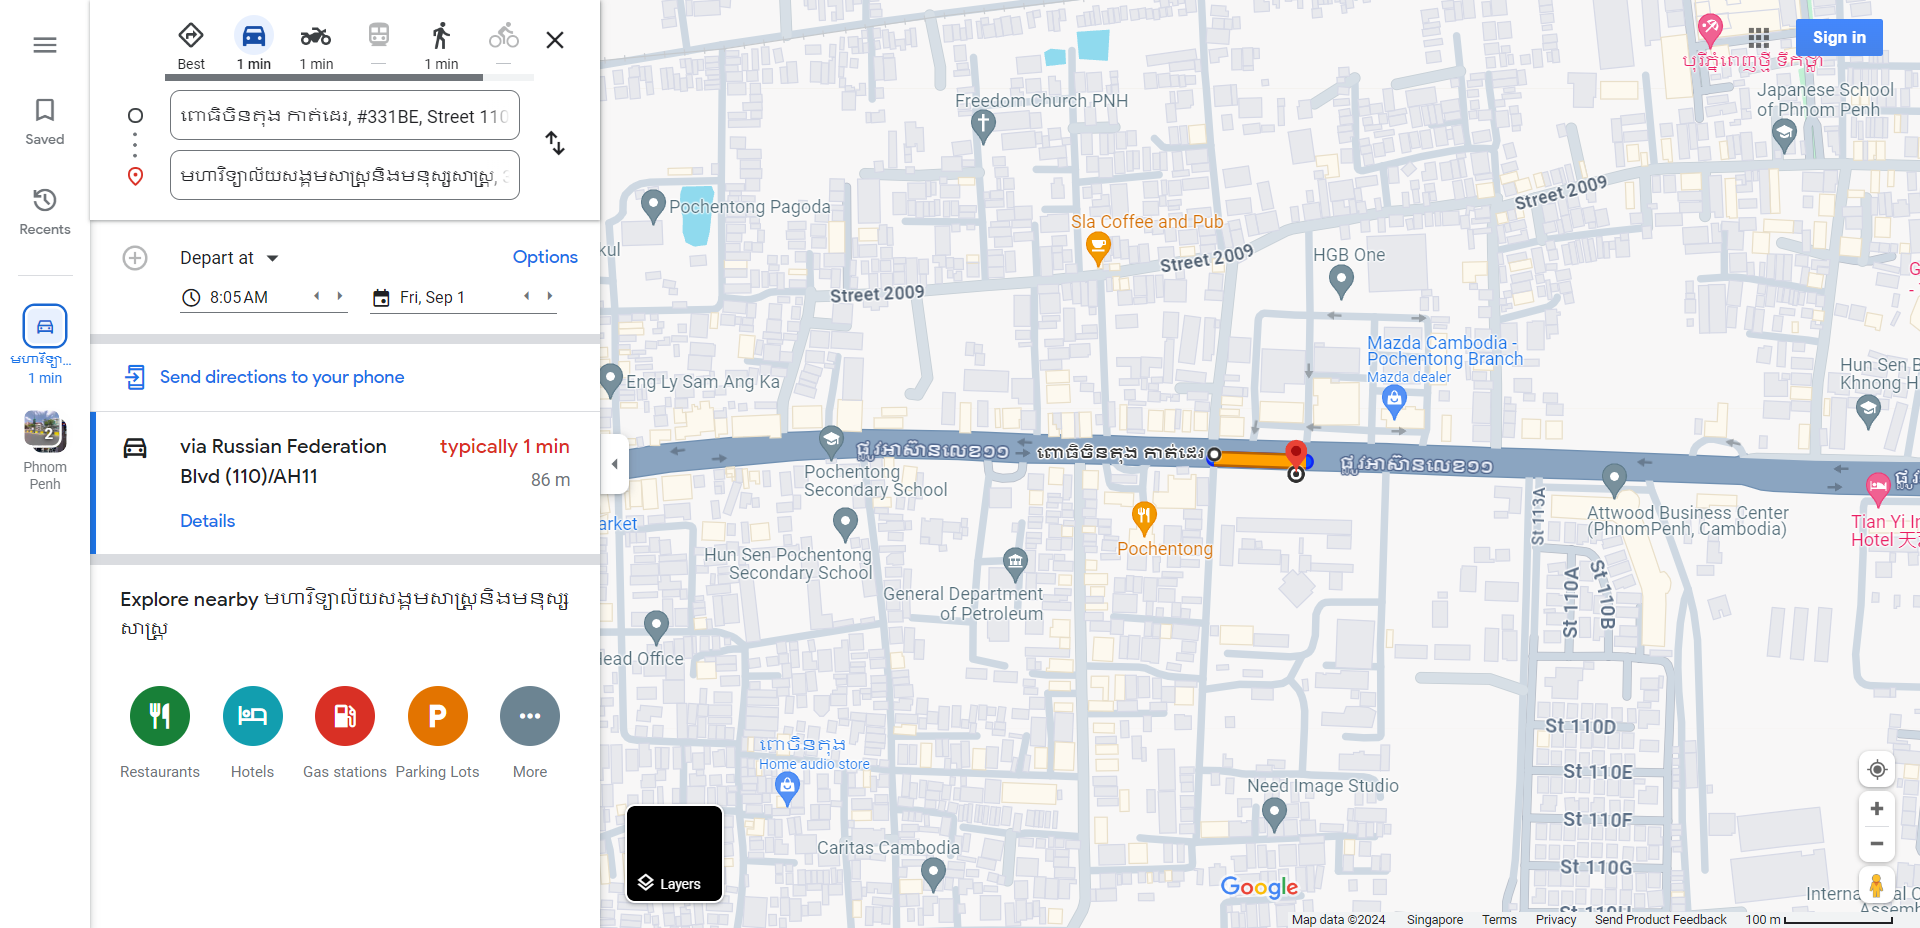 Best
1 min
1 min
1 min
ពោធិចិនតុង កាត់ដេរ, #331BE, Street 110
មហាវិទ្យាល័យសង្គមសាស្ត្រនិងមនុស្សសាស្ត្រ,
Saved
Recents
មហាវិទ្យា...
1 min
2
Phnom
Penh
Depart at
Options
8:05 AM
Fri, Sep 1
Send directions to your phone
via Russian Federation
Blvd (110)/AH11
typically 1 min
86 m
Details
Explore nearby មហាវិទ្យាល័យសង្គមសាស្ត្រនិងមនុស្ស
សាស្ត្រ
Restaurants
Hotels
Gas stations
Parking Lots
More
Sign in
បុរីភ្នំពេញថ្មី ទឹកថ្លា
Japanese School
of Phnom Penh
Freedom Church PNH
Pochentong Pagoda
Sla Coffee and Pub
Street 2009
Street 2009
Street 2009
HGB One
kul
Mazda Cambodia -
Pochentong Branch
Mazda dealer
Eng Ly Sam Ang Ka
Hun Sen B
Khnong H
ផ្លូវអាស៊ានលេខ១១
ពោធិចិនតុង កាត់ដេរ
ផ្លូវអាស៊ានលេខ១១
ផ្លូវ
Pochentong
Secondary School
arket
Hun Sen Pochentong
Secondary School
Pochentong
General Department
of Petroleum
St 113A
St 110A
St 110B
Attwood Business Center
(PhnomPenh, Cambodia)
Tian Yi In
Hotel 天
lead Office
ពោចិនតុង
Home audio store
Need Image Studio
Caritas Cambodia
St 110D
St 110E
St 110F
St 110G
St 110H
Internat
al C
Assemb
Layers
Google
Map data ©2024
Singapore
Terms
Privacy
Send Product Feedback
100 m